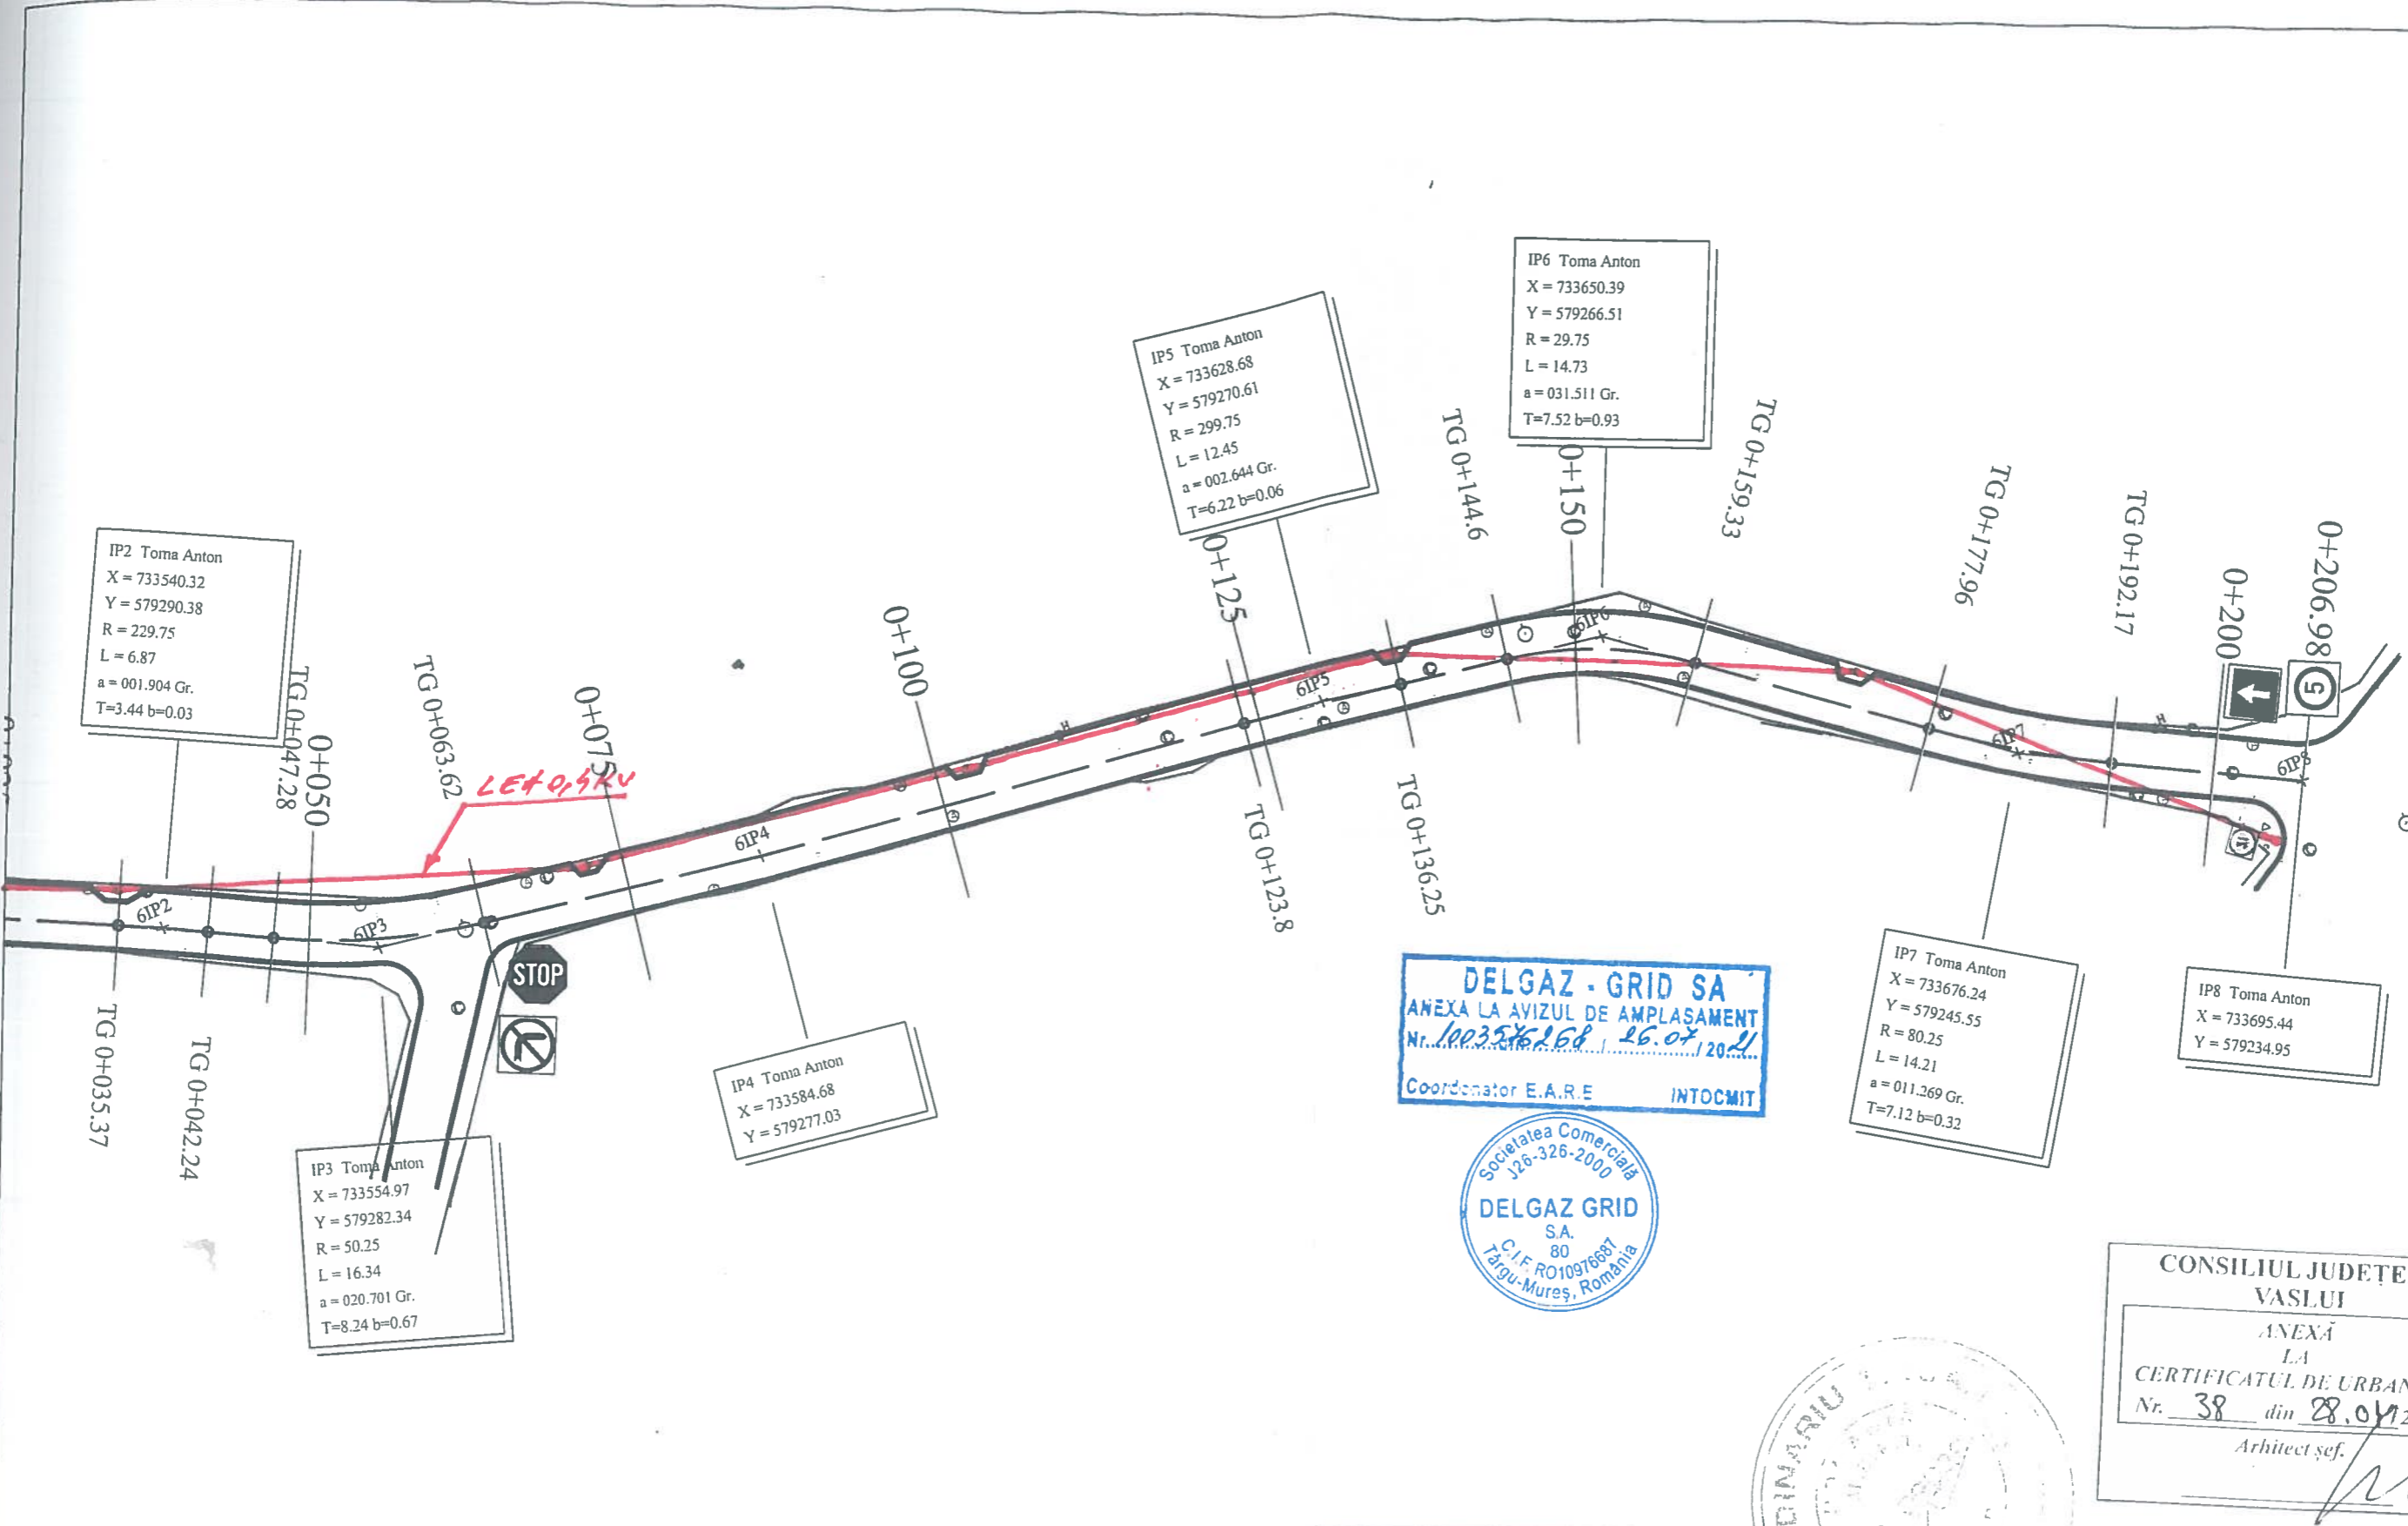 IP2 Toma Anton
X = 733540.32
Y = 579290.38
R = 229.75
L = 6.87
a = 001.904 Gr.
T=3.44 b=0.03
IP5 Toma Anton
X = 733628.68
Y = 579270.61
R = 299.75
L = 12.45
a = 002.644 Gr.
T=6.22 b=0.06
IP6 Toma Anton
X = 733650.39
Y = 579266.51
R = 29.75
L = 14.73
a = 031.511 Gr.
T=7.52 b=0.93
TG 0+047.28
0+050
TG 0+063.62
0+075
0+100
0+125
TG 0+144.6
0+150
TG 0+159.33
TG 0+177.96
TG 0+192.17
0+200
0+206.98
5
LEA 0,4KV
6IP2
6IP3
6IP4
6IP5
6IP6
6IP7
6IP8
STOP
TG 0+035.37
TG 0+042.24
TG 0+123.8
TG 0+136.25
IP3 Toma Anton
X = 733554.97
Y = 579282.34
R = 50.25
L = 16.34
a = 020.701 Gr.
T=8.24 b=0.67
IP4 Toma Anton
X = 733584.68
Y = 579277.03
IP7 Toma Anton
X = 733676.24
Y = 579245.55
R = 80.25
L = 14.21
a = 011.269 Gr.
T=7.12 b=0.32
IP8 Toma Anton
X = 733695.44
Y = 579234.95
DELGAZ - GRID SA
ANEXA LA AVIZUL DE AMPLASAMENT
Nr. 1003576268 / 26.07/2021
Coordonator E.A.R.E INTOCMIT
Societatea Comercială
J26-326-2000
DELGAZ GRID
S.A.
80
C.I.F. RO10976687
Târgu-Mureş, România
CONSILIUL JUDEŢE
VASLUI
ANEXĂ
LA
CERTIFICATUL DE URBAN
Nr. 38 din 28.04
Arhitect şef.